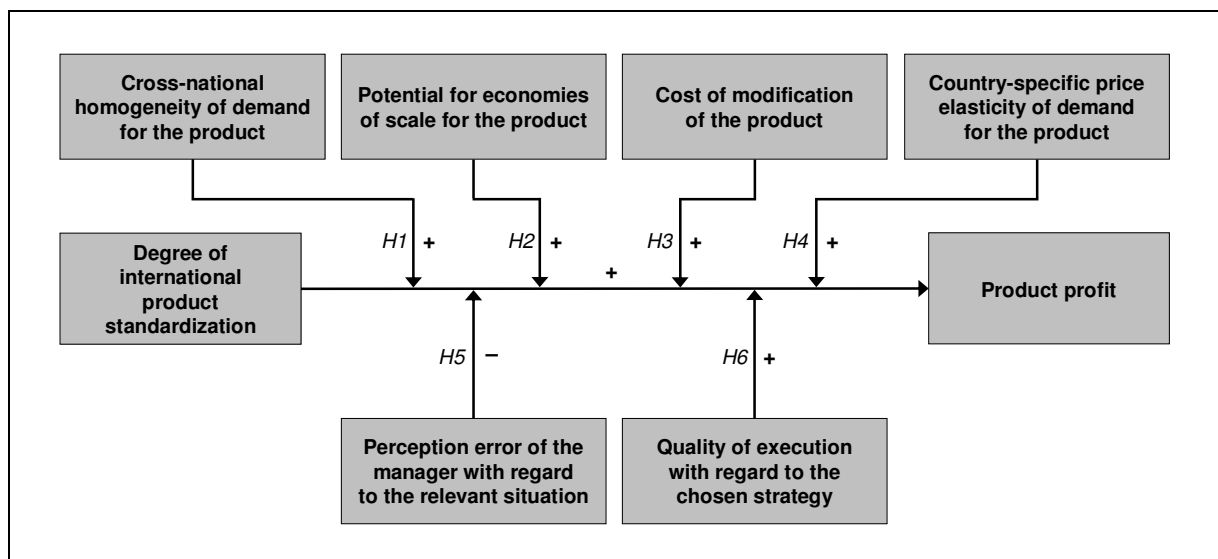 Cross-national
homogeneity of demand
for the product
Potential for economies
of scale for the product
Cost of modification
of the product
Country-specific price
elasticity of demand
for the product
H1 +
H2 +
H3 +
H4 +
Degree of
international
product
standardization
+
Product profit
H5 –
H6 +
Perception error of the
manager with regard
to the relevant situation
Quality of execution
with regard to the
chosen strategy